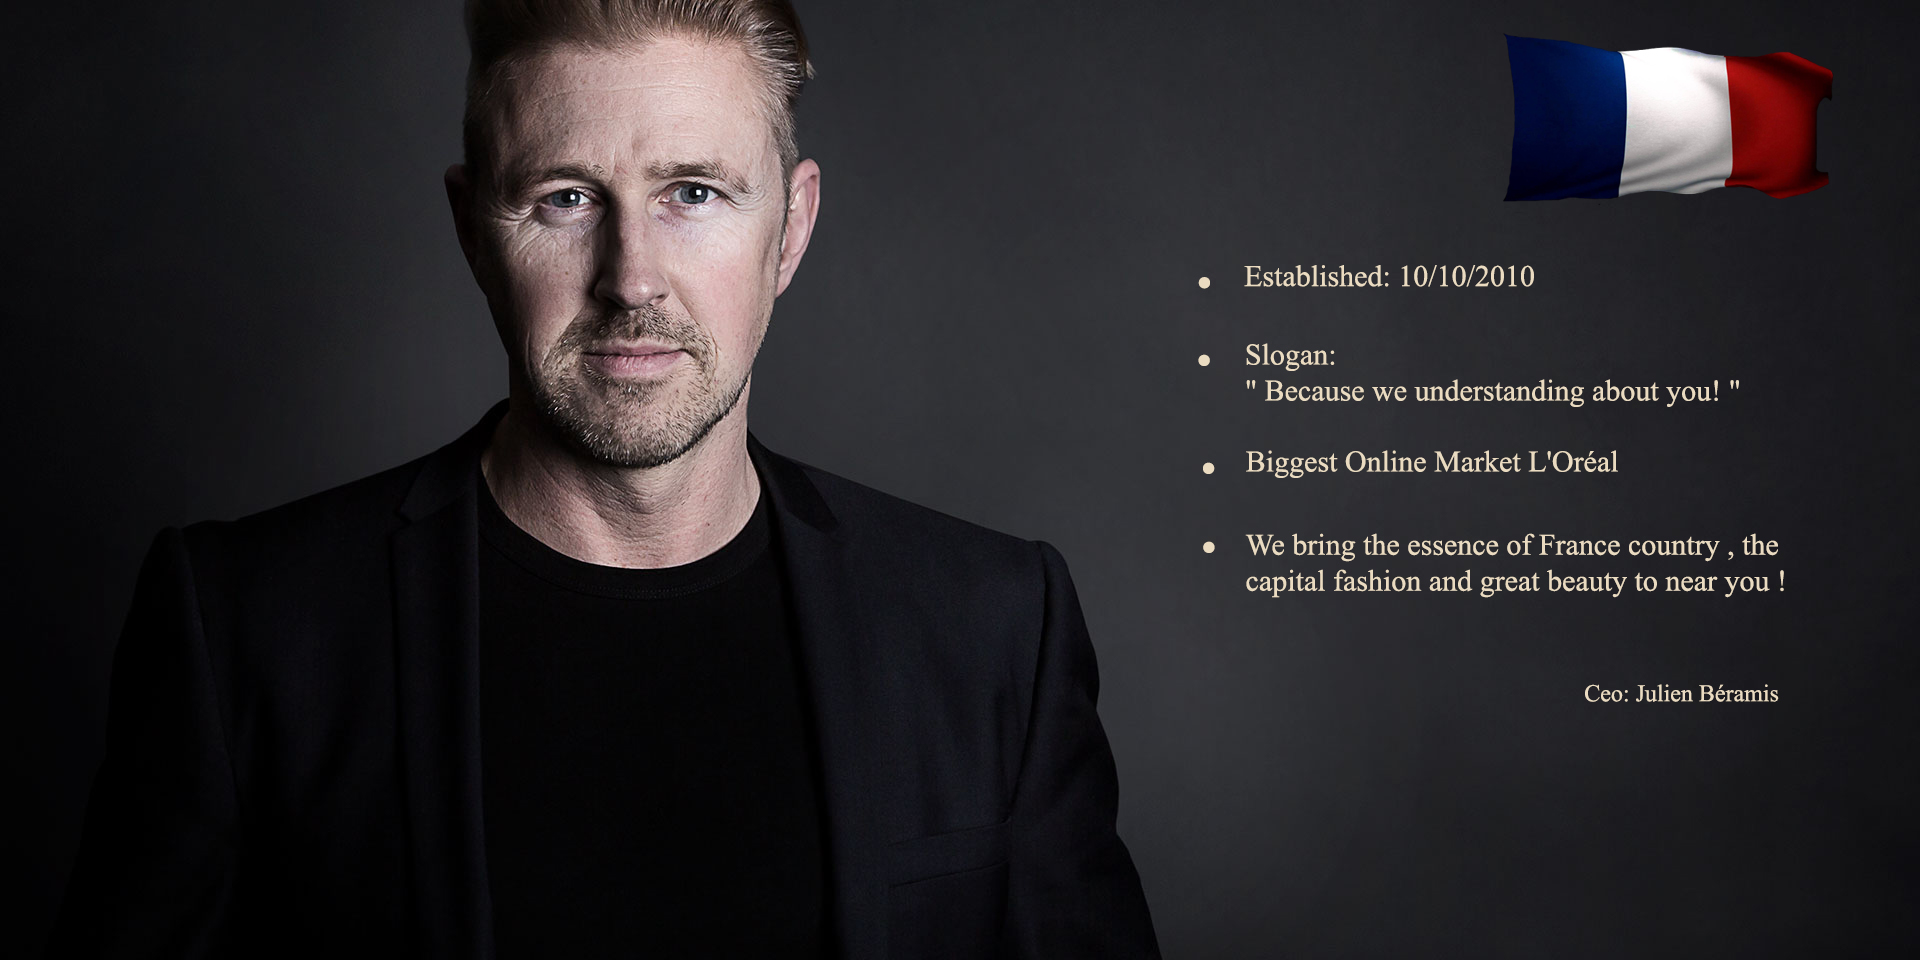 Established: 10/10/2010
Slogan:
" Because we understanding about you! "
Biggest Online Market L'Oréal
We bring the essence of France country , the
capital fashion and great beauty to near you !
Ceo: Julien Béramis